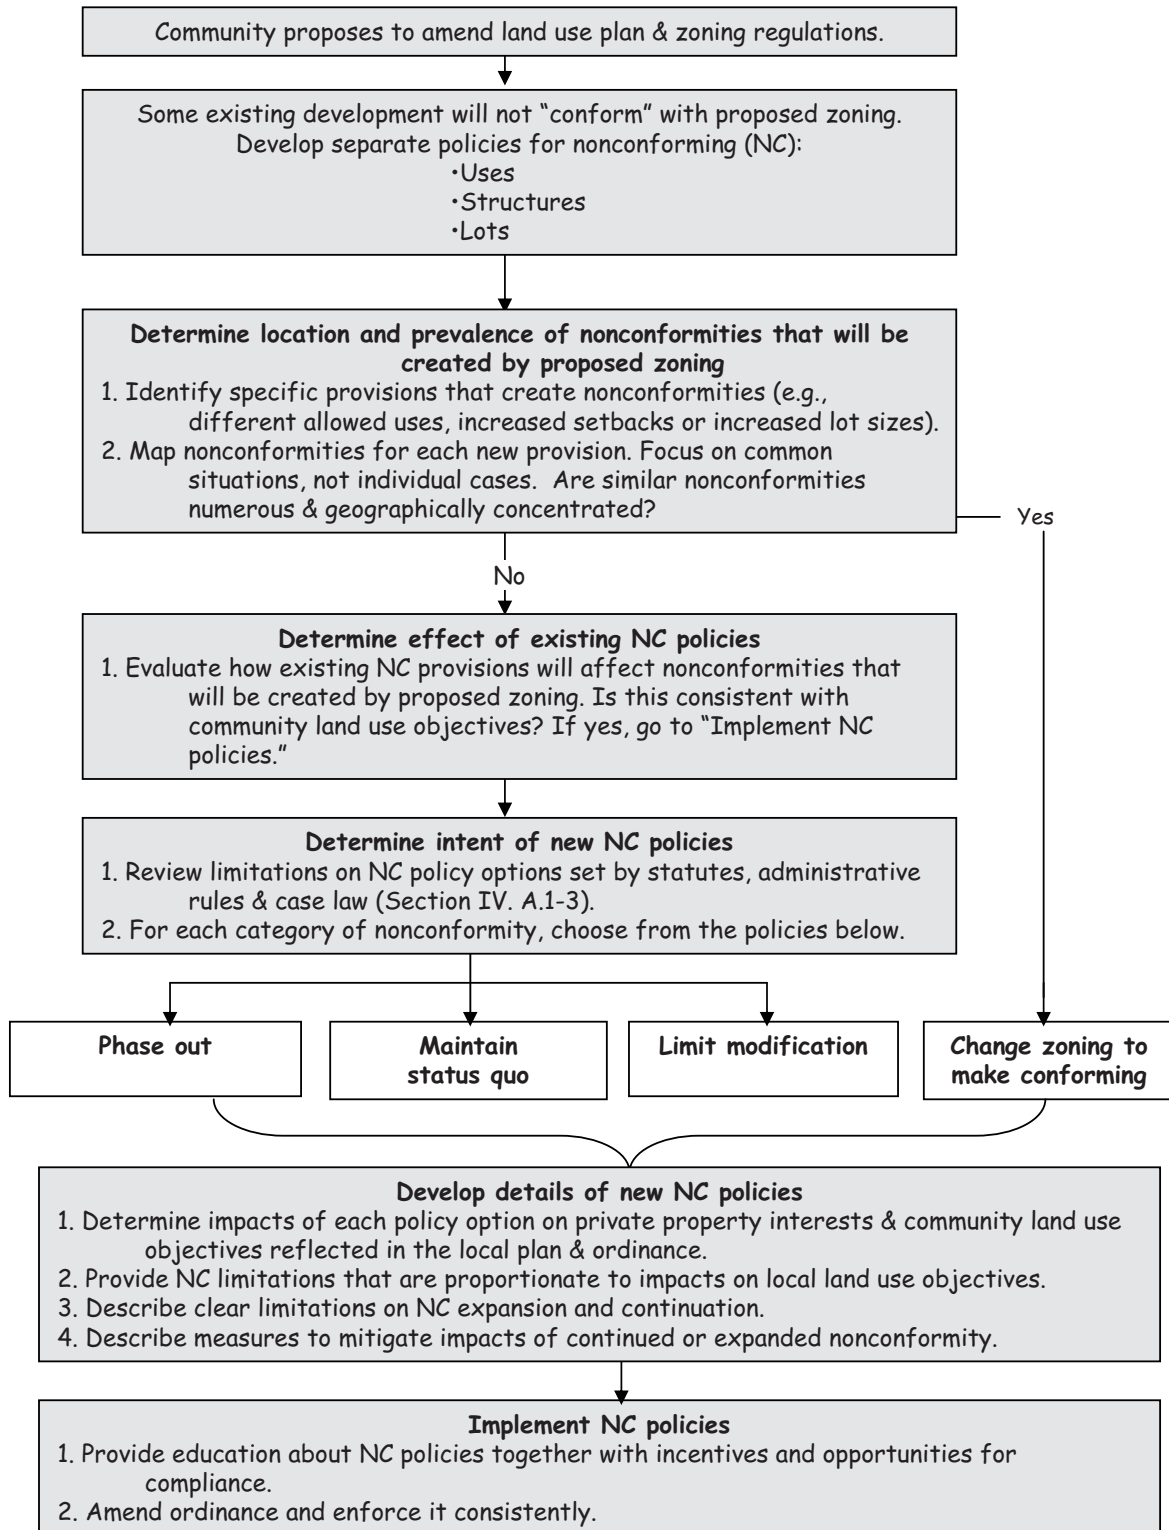 Community proposes to amend land use plan & zoning regulations.
Some existing development will not “conform” with proposed zoning.
Develop separate policies for nonconforming (NC):
•Uses
•Structures
•Lots
Determine location and prevalence of nonconformities that will be
created by proposed zoning
1. Identify specific provisions that create nonconformities (e.g.,
different allowed uses, increased setbacks or increased lot sizes).
2. Map nonconformities for each new provision. Focus on common
situations, not individual cases.  Are similar nonconformities
numerous & geographically concentrated?
Yes
No
Determine effect of existing NC policies
1. Evaluate how existing NC provisions will affect nonconformities that
will be created by proposed zoning. Is this consistent with
community land use objectives? If yes, go to “Implement NC
policies.”
Determine intent of new NC policies
1. Review limitations on NC policy options set by statutes, administrative
rules & case law (Section IV. A.1-3).
2. For each category of nonconformity, choose from the policies below.
Phase out
Maintain
status quo
Limit modification
Change zoning to
make conforming
Develop details of new NC policies
1. Determine impacts of each policy option on private property interests & community land use
objectives reflected in the local plan & ordinance.
2. Provide NC limitations that are proportionate to impacts on local land use objectives.
3. Describe clear limitations on NC expansion and continuation.
4. Describe measures to mitigate impacts of continued or expanded nonconformity.
Implement NC policies
1. Provide education about NC policies together with incentives and opportunities for
compliance.
2. Amend ordinance and enforce it consistently.